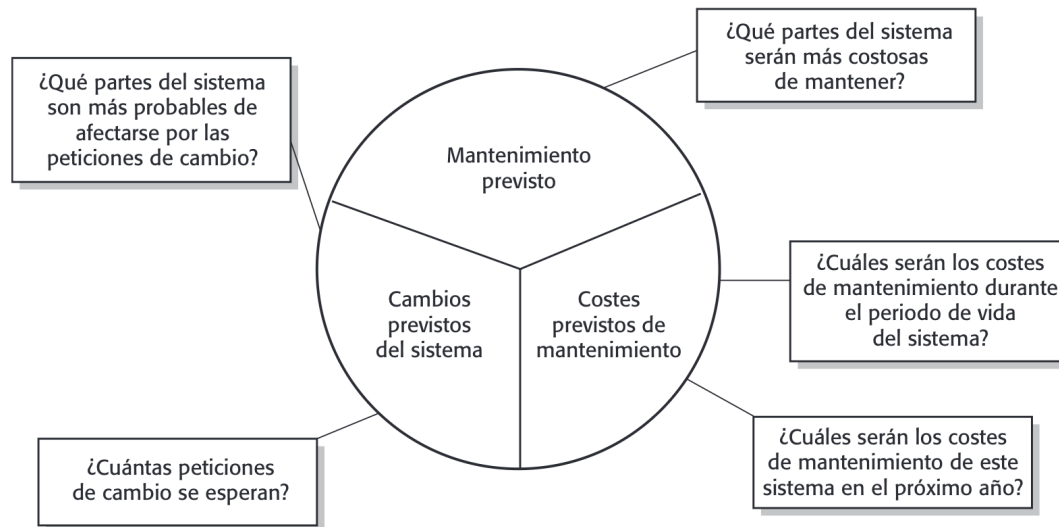 ¿Qué partes del sistema
serán más costosas
de mantener?
¿Qué partes del sistema
son más probables de
afectarse por las
peticiones de cambio?
Mantenimiento
previsto
¿Cuáles serán los costes
de mantenimiento durante
el periodo de vida
del sistema?
Cambios
previstos
del sistema
Costes
previstos de
mantenimiento
¿Cuáles serán los costes
de mantenimiento de este
sistema en el próximo año?
¿Cuántas peticiones
de cambio se esperan?